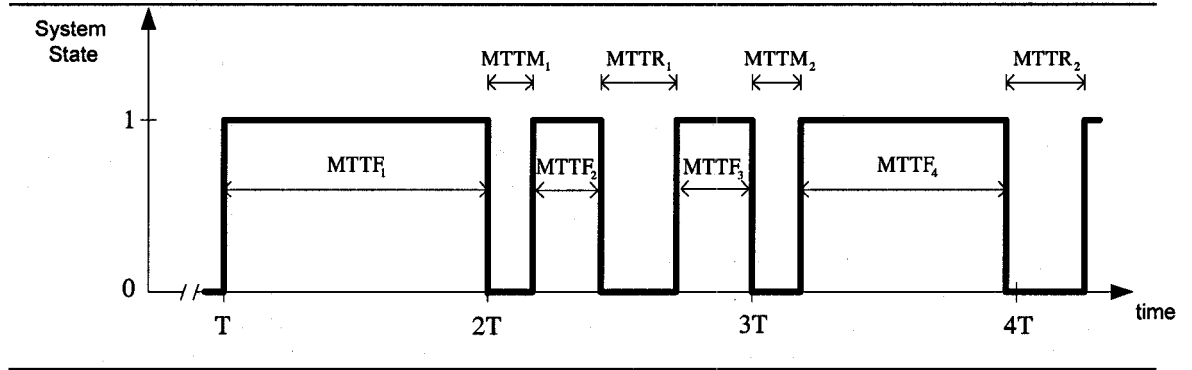 System
State
MTTM₁
MTTR₁
MTTM₂
MTTR₂
1
MTTF₁
MTTF₂
MTTF₃
MTTF₄
0
T
2T
3T
4T
time